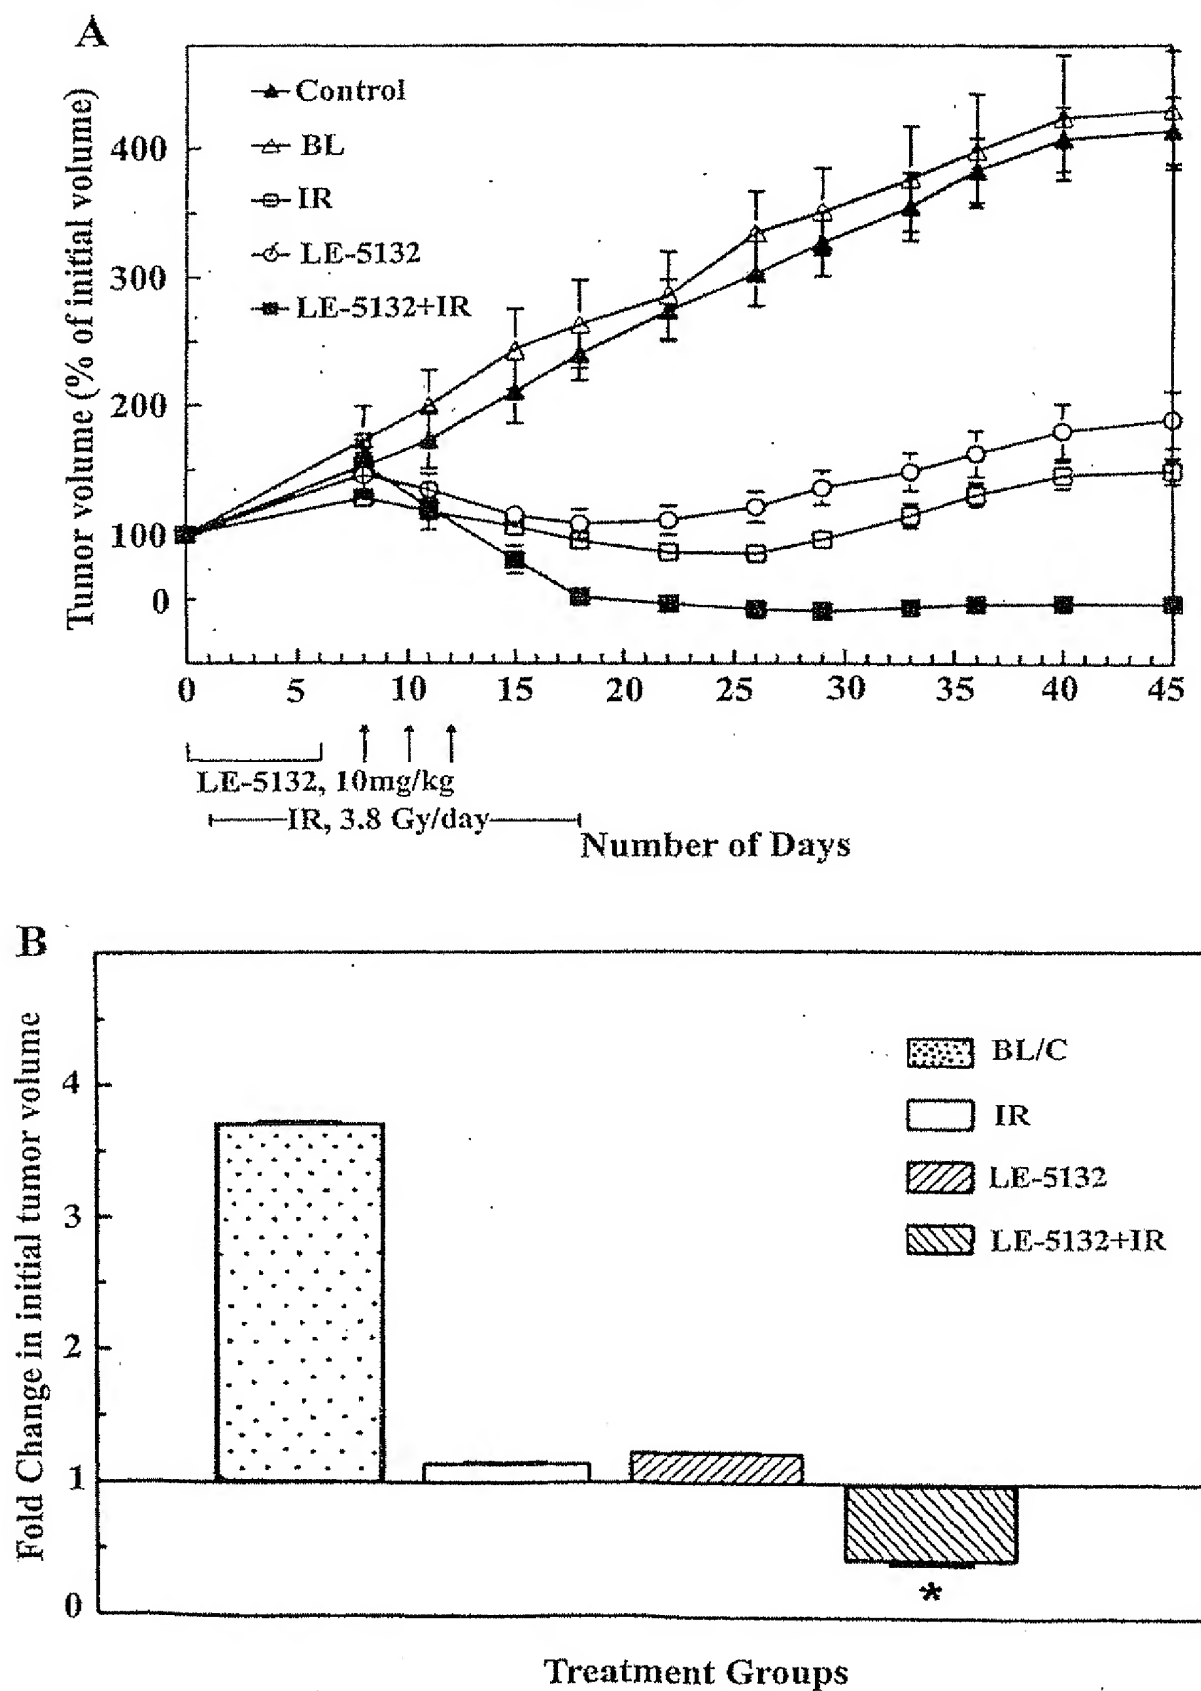 A
Tumor volume (% of initial volume)
400
300
200
100
0
Control
BL
IR
LE-5132
LE-5132+IR
0 5 10 15 20 25 30 35 40 45
LE-5132, 10mg/kg
IR, 3.8 Gy/day
Number of Days
B
Fold Change in initial tumor volume
4
3
2
1
0
BL/C
IR
LE-5132
LE-5132+IR
*
Treatment Groups